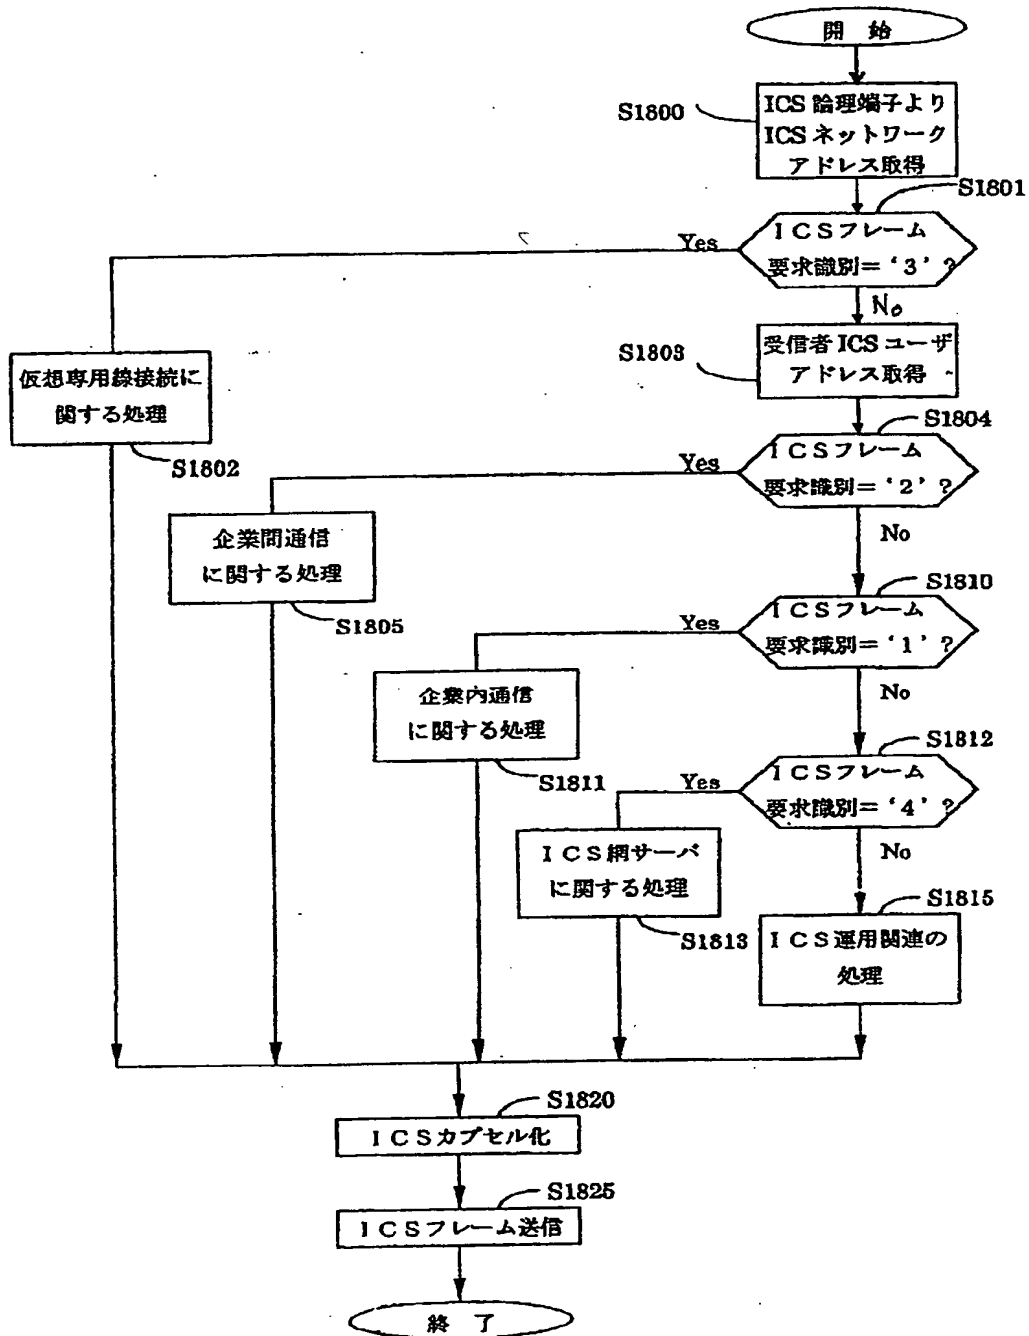 開 始
S1800
ICS論理端子より
ICSネットワーク
アドレス取得
S1801
ICSフレーム
要求識別=‘3’?
Yes
No
S1803
受信者ICSユーザ
アドレス取得
仮想専用線接続に
関する処理
S1802
S1804
ICSフレーム
要求識別=‘2’?
Yes
No
企業間通信
に関する処理
S1805
S1810
ICSフレーム
要求識別=‘1’?
Yes
No
企業内通信
に関する処理
S1811
S1812
ICSフレーム
要求識別=‘4’?
Yes
No
ICS網サーバ
に関する処理
S1813
S1815
ICS運用関連の
処理
S1820
ICSカプセル化
S1825
ICSフレーム送信
終 了